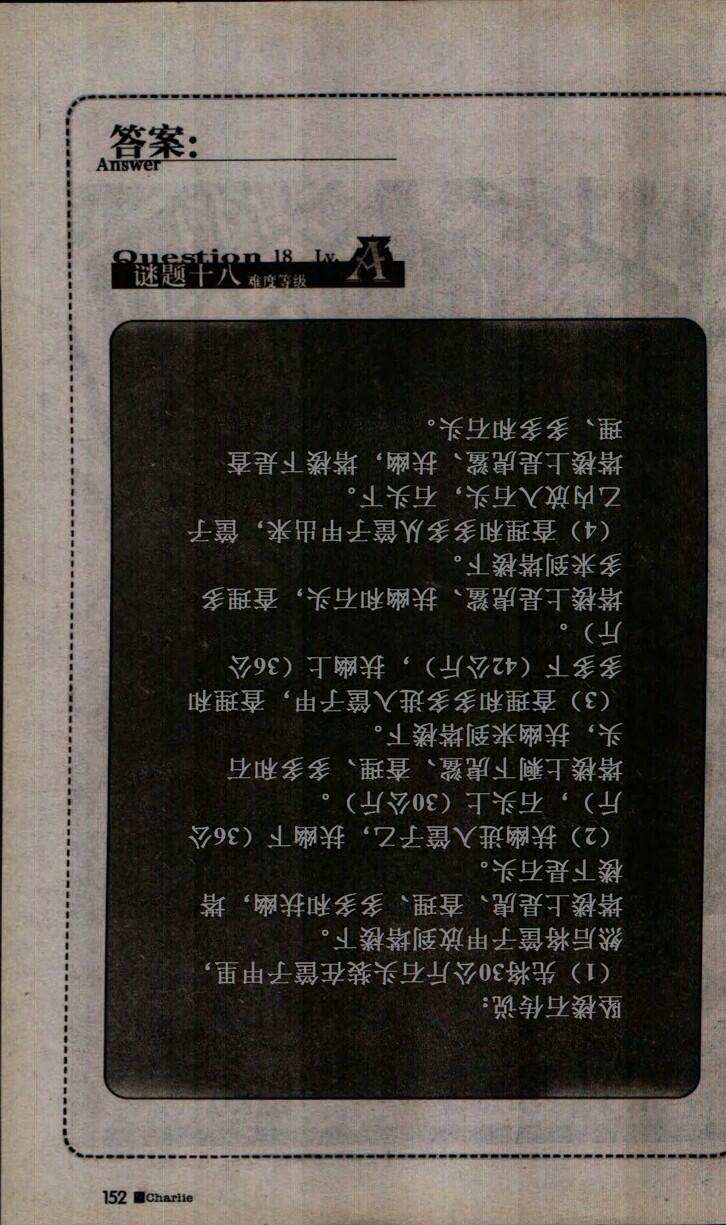 答案：
Answer
Question 18 Lv. A
谜题十八 难度等级
坠楼石传说：
（1）先将30公斤石头装在筐子甲里，
然后将筐子甲放到塔楼下。
塔楼上是虎、查理、多多和扶幽，塔
楼下是石头。
（2）扶幽进入筐子乙，扶幽下（36公
斤），石头上（30公斤）。
塔楼上剩下虎鲨、查理、多多和石
头，扶幽来到塔楼下。
（3）查理和多多进入筐子甲，查理和
多多下（42公斤），扶幽上（36公
斤）。
塔楼上是虎鲨、扶幽和石头，查理多
多来到塔楼下。
（4）查理和多多从筐子甲出来，筐子
乙内放入石头，石头下。
塔楼上是虎鲨、扶幽，塔楼下是查
理、多多和石头。
152 Charlie